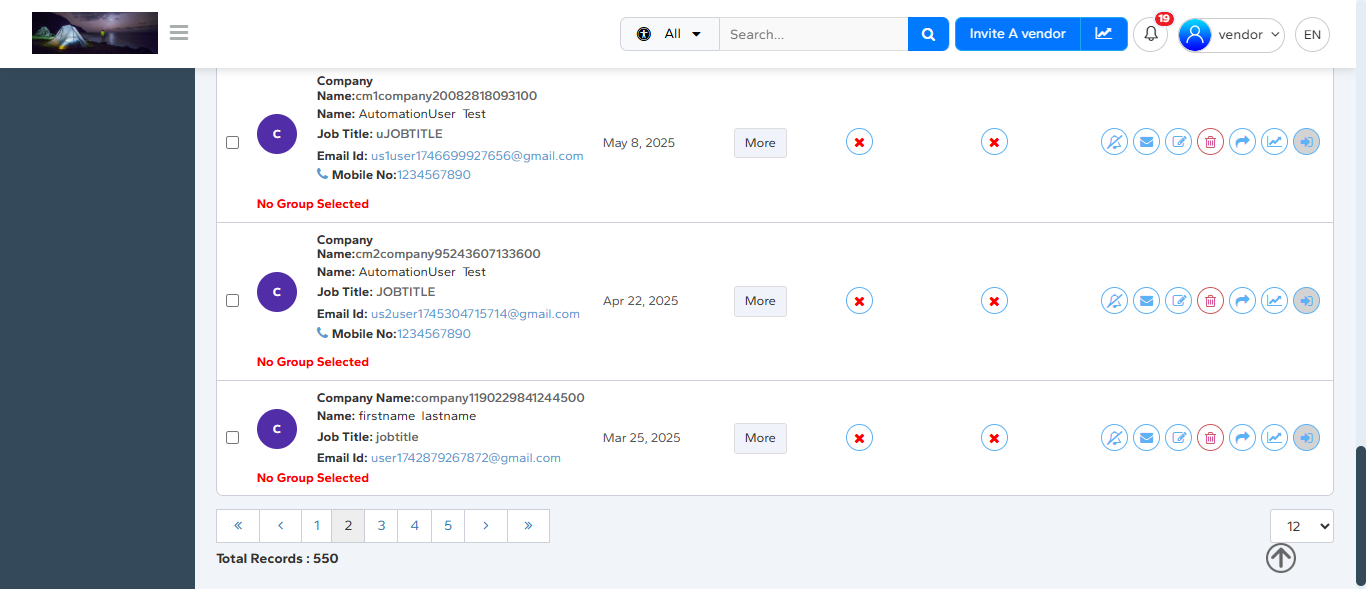 All
Search...
Invite A vendor
19
vendor
EN
Company
Name:cm1company20082818093100
Name: AutomationUser Test
Job Title: uJOBTITLE
Email Id: us1user1746699927656@gmail.com
Mobile No:1234567890
No Group Selected
C
May 8, 2025
More
Company
Name:cm2company95243607133600
Name: AutomationUser Test
Job Title: JOBTITLE
Email Id: us2user1745304715714@gmail.com
Mobile No:1234567890
No Group Selected
C
Apr 22, 2025
More
Company Name:company1190229841244500
Name: firstname lastname
Job Title: jobtitle
Email Id: user1742879267872@gmail.com
No Group Selected
C
Mar 25, 2025
More
« ‹ 1 2 3 4 5 › »
12
Total Records : 550